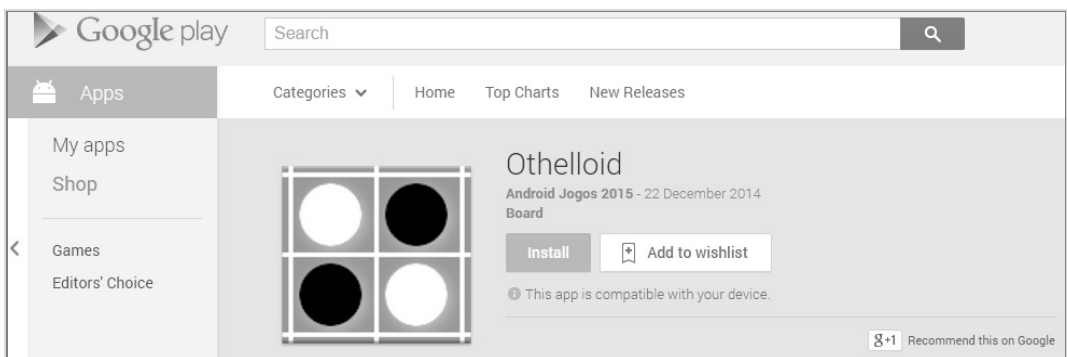 Google play
Search
Apps
Categories Home Top Charts New Releases
My apps
Shop
Games
Editors' Choice
Othelloid
Android Jogos 2015 - 22 December 2014
Board
Install Add to wishlist
This app is compatible with your device.
g+1 Recommend this on Google